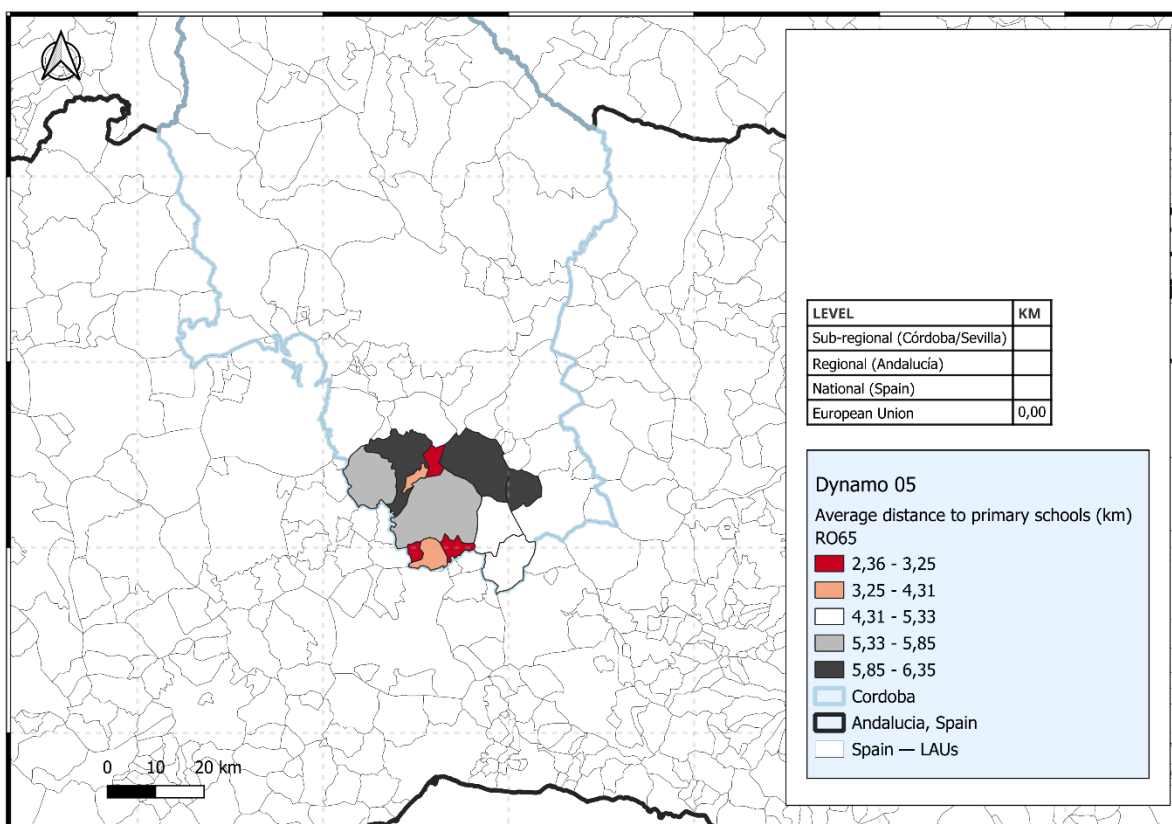 LEVEL KM
Sub-regional (Córdoba/Sevilla)
Regional (Andalucía)
National (Spain)
European Union 0,00
Dynamo 05
Average distance to primary schools (km)
RO65
2,36 - 3,25
3,25 - 4,31
4,31 - 5,33
5,33 - 5,85
5,85 - 6,35
Cordoba
Andalucia, Spain
Spain — LAUs
0 10 20 km